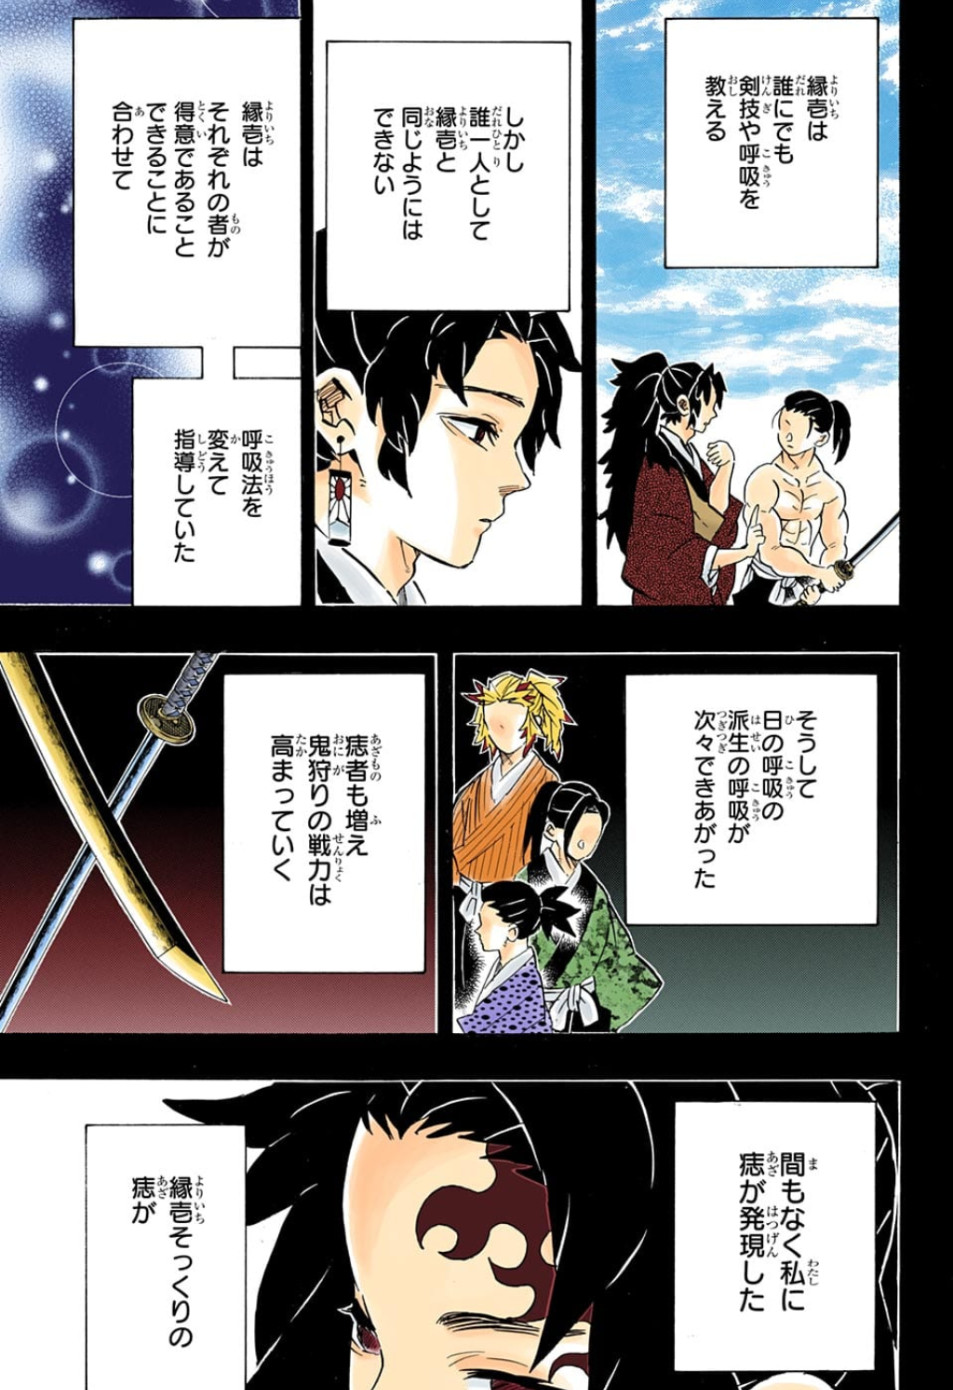 縁壱は
誰にでも
剣技や呼吸を
教える
しかし
誰一人として
縁壱と
同じようには
できない
縁壱は
それぞれの者が
得意であること
できることに
合わせて
呼吸法を
変えて
指導していた
そうして
日の呼吸の
派生の呼吸が
次々できあがった
痣者も増え
鬼狩りの戦力は
高まっていく
間もなく私に
痣が発現した
縁壱そっくりの
痣が